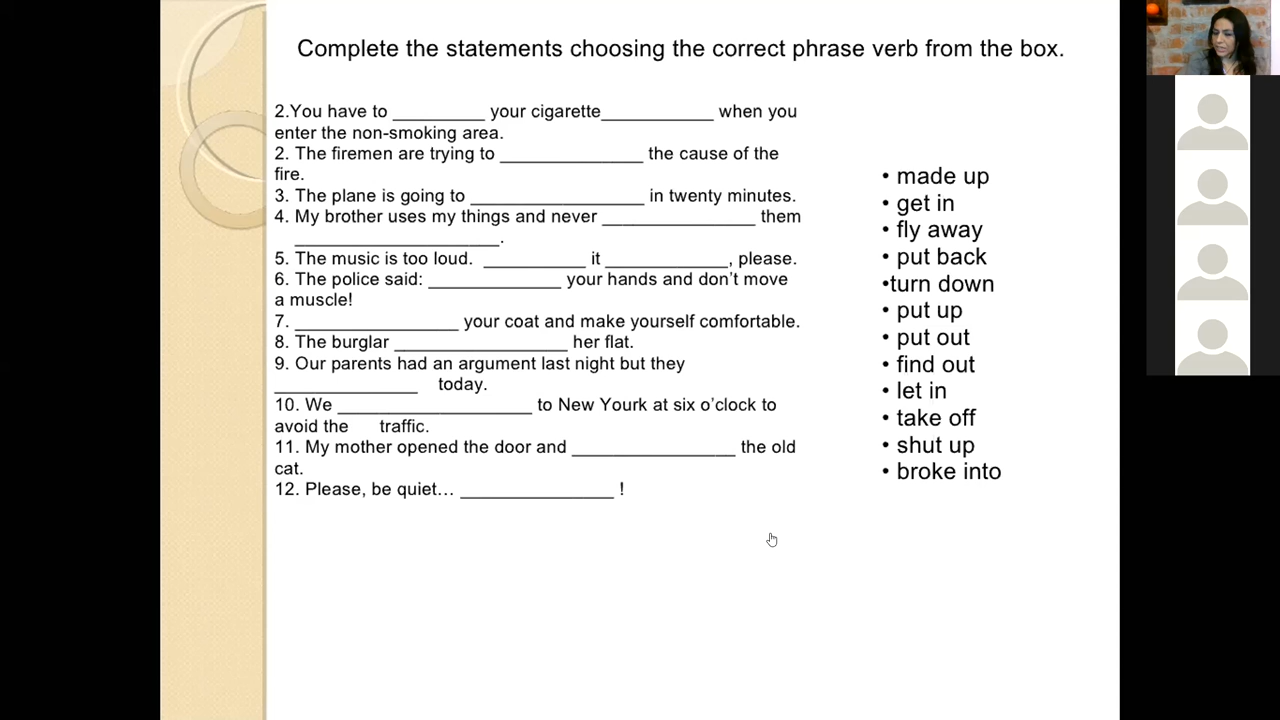 Complete the statements choosing the correct phrase verb from the box.
2.You have to __________ your cigarette____________ when you
enter the non-smoking area.
2. The firemen are trying to _______________ the cause of the
fire.
3. The plane is going to __________________ in twenty minutes.
4. My brother uses my things and never ________________ them
______________________.
5. The music is too loud. ___________ it _____________, please.
6. The police said: ______________ your hands and don’t move
a muscle!
7. _________________ your coat and make yourself comfortable.
8. The burglar __________________ her flat.
9. Our parents had an argument last night but they
_______________ today.
10. We ____________________ to New Yourk at six o’clock to
avoid the traffic.
11. My mother opened the door and _________________ the old
cat.
12. Please, be quiet… ________________ !
• made up
• get in
• fly away
• put back
•turn down
• put up
• put out
• find out
• let in
• take off
• shut up
• broke into